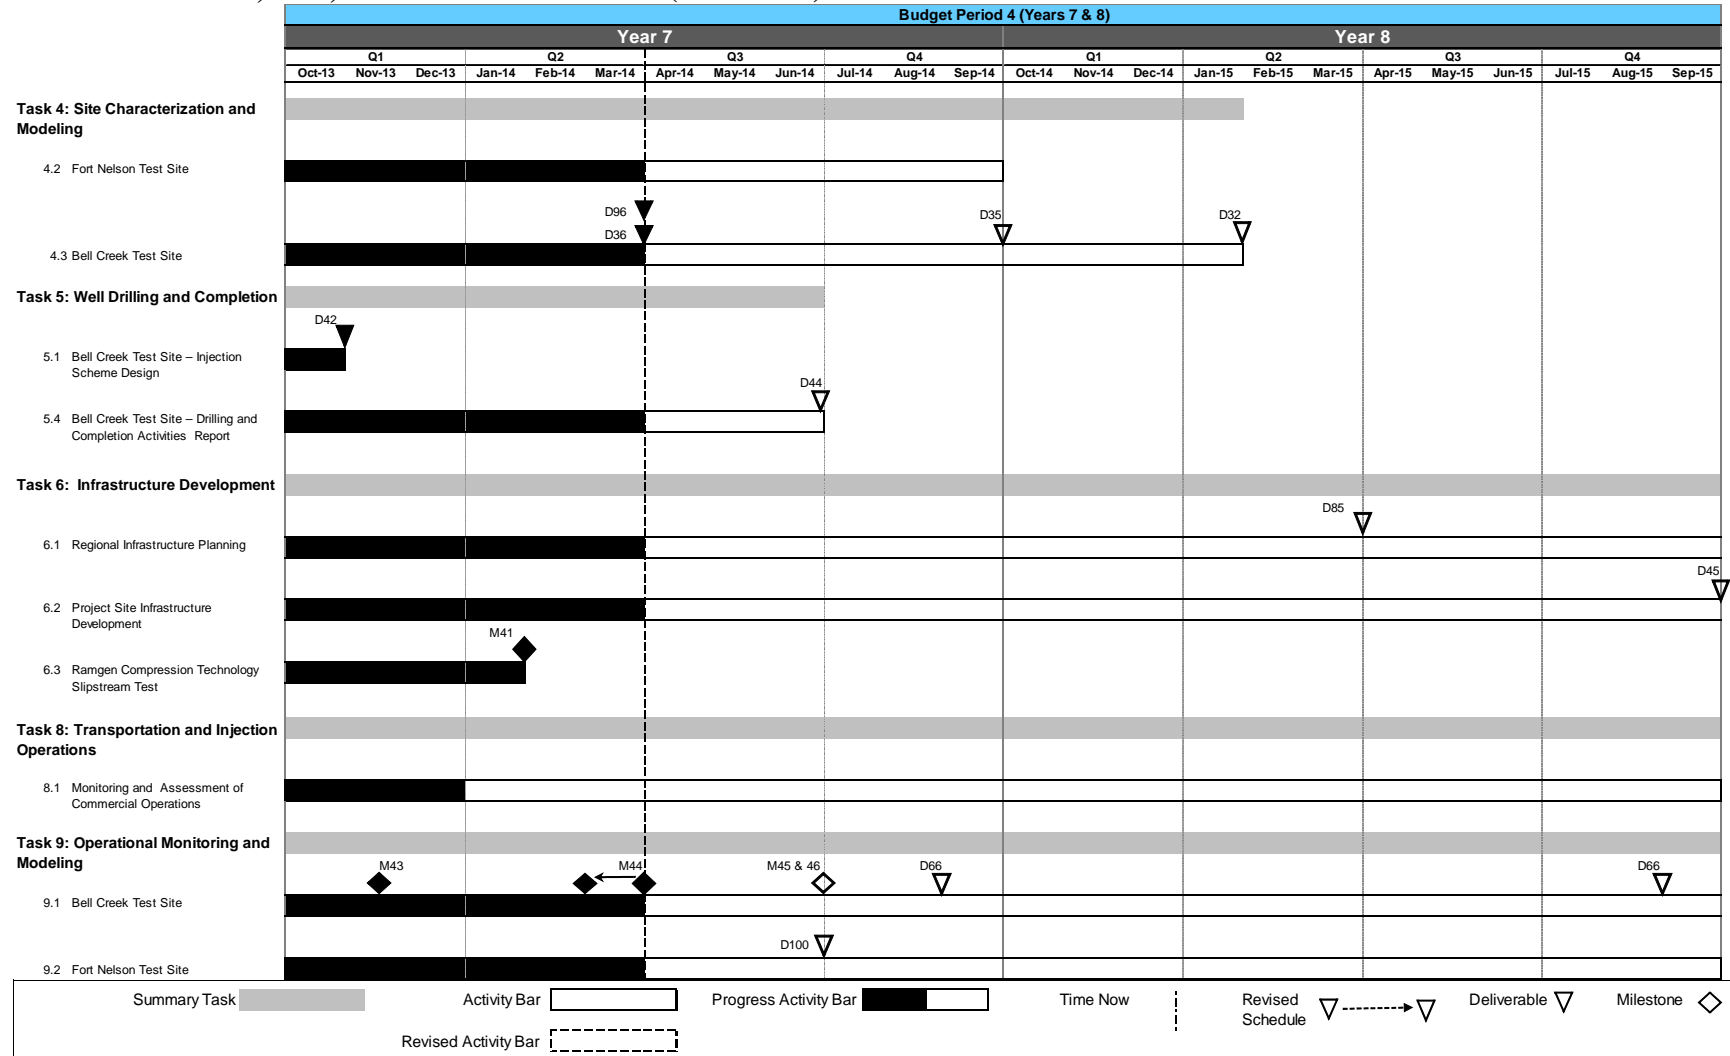 Budget Period 4 (Years 7 & 8)
Year 7 Year 8
Q1 Q2 Q3 Q4 Q1 Q2 Q3 Q4
Oct-13 Nov-13 Dec-13 Jan-14 Feb-14 Mar-14 Apr-14 May-14 Jun-14 Jul-14 Aug-14 Sep-14 Oct-14 Nov-14 Dec-14 Jan-15 Feb-15 Mar-15 Apr-15 May-15 Jun-15 Jul-15 Aug-15 Sep-15
Task 4: Site Characterization and
Modeling
4.2 Fort Nelson Test Site
D96
D35 D32
D36
4.3 Bell Creek Test Site
Task 5: Well Drilling and Completion
D42
5.1 Bell Creek Test Site – Injection
Scheme Design
D44
5.4 Bell Creek Test Site – Drilling and
Completion Activities Report
Task 6: Infrastructure Development
D85
6.1 Regional Infrastructure Planning
D45
6.2 Project Site Infrastructure
Development
M41
6.3 Ramgen Compression Technology
Slipstream Test
Task 8: Transportation and Injection
Operations
8.1 Monitoring and Assessment of
Commercial Operations
Task 9: Operational Monitoring and
Modeling
M43 M44 M45 & 46 D66 D66
9.1 Bell Creek Test Site
D100
9.2 Fort Nelson Test Site
Summary Task Activity Bar Progress Activity Bar Time Now Revised Schedule Deliverable Milestone
Revised Activity Bar